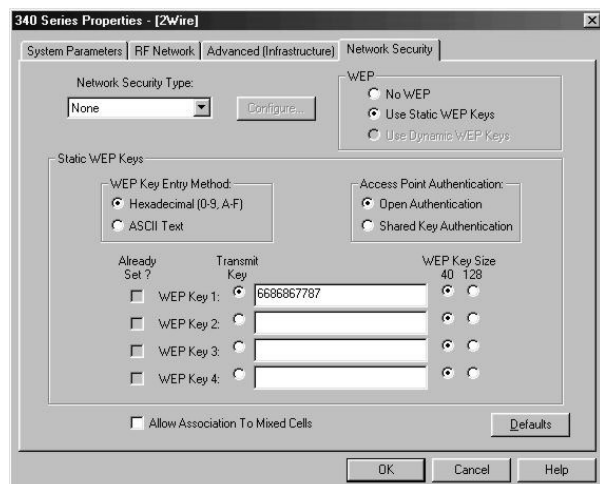 340 Series Properties - [2Wire]
System Parameters RF Network Advanced (Infrastructure) Network Security
Network Security Type:
None
Configure...
WEP
No WEP
Use Static WEP Keys
Use Dynamic WEP Keys
Static WEP Keys
WEP Key Entry Method:
Hexadecimal (0-9, A-F)
ASCII Text
Access Point Authentication:
Open Authentication
Shared Key Authentication
Already Set ?
Transmit Key
WEP Key Size
40 128
WEP Key 1: 6686867787
WEP Key 2:
WEP Key 3:
WEP Key 4:
Allow Association To Mixed Cells
Defaults
OK Cancel Help